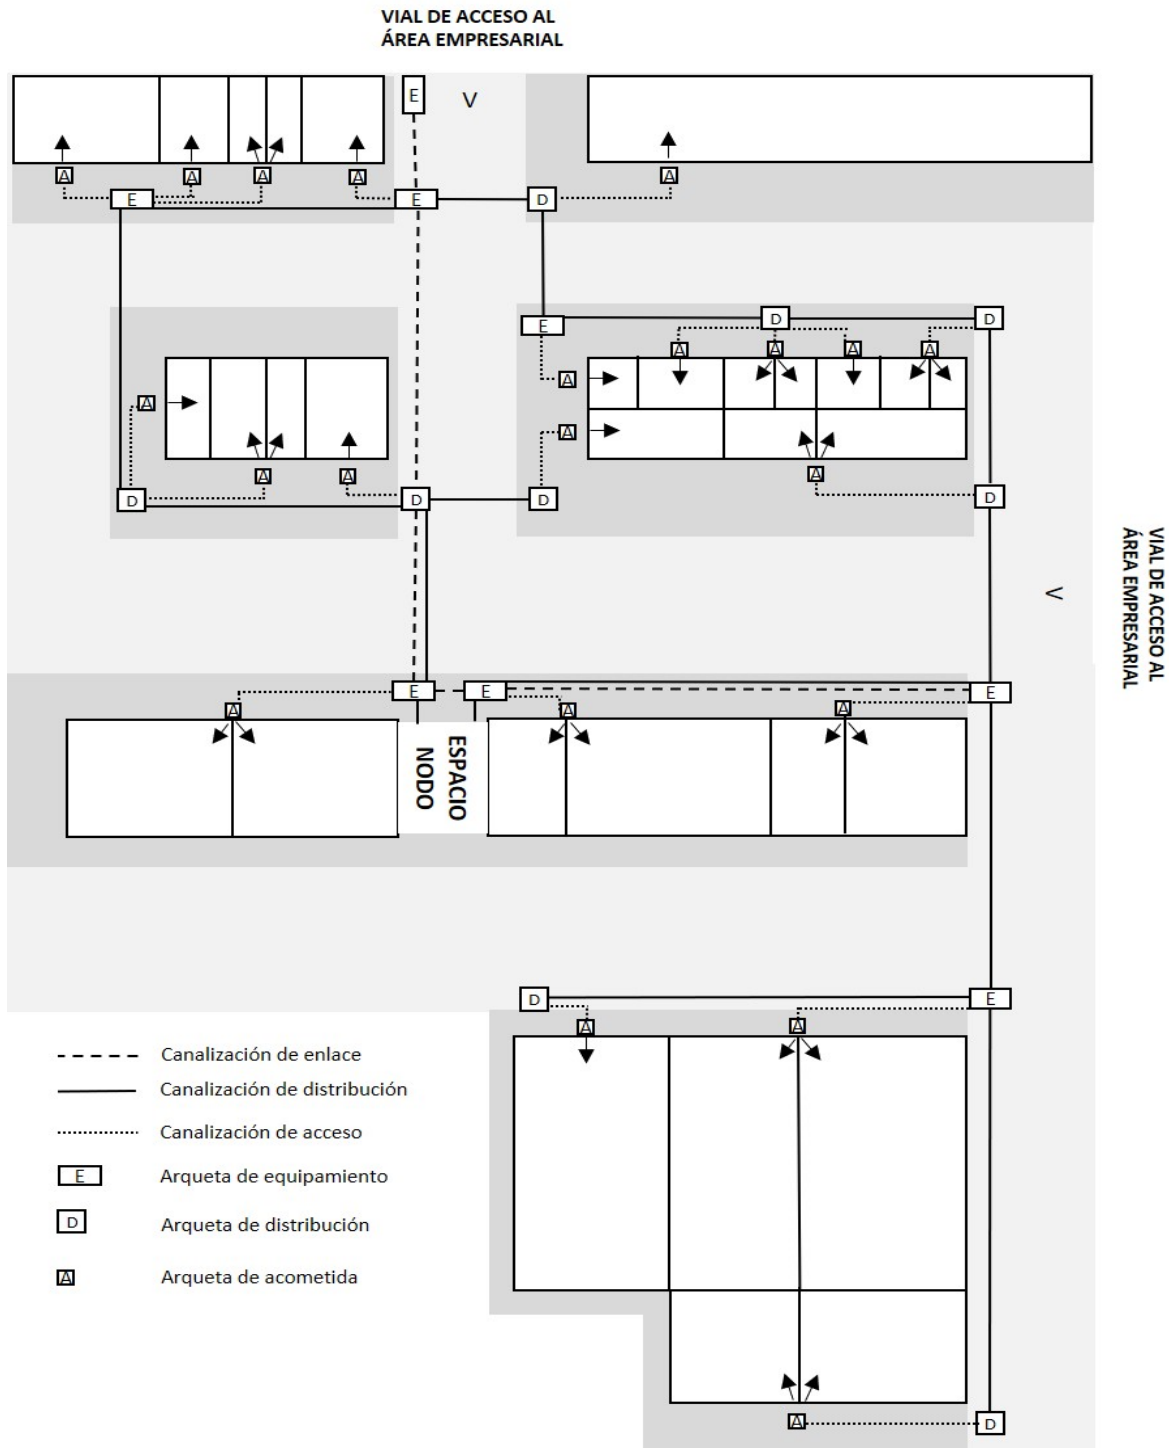 VIAL DE ACCESO AL
ÁREA EMPRESARIAL
E
V
A
A
A
A
A
E
E
D
E
D
D
A
A
A
A
A
A
A
A
A
A
D
D
D
D
A
VIAL DE ACCESO AL
ÁREA EMPRESARIAL
V
E
E
E
A
A
A
ESPACIO
NODO
D
E
A
A
Canalización de enlace
Canalización de distribución
Canalización de acceso
E
Arqueta de equipamiento
D
Arqueta de distribución
A
Arqueta de acometida
A
D